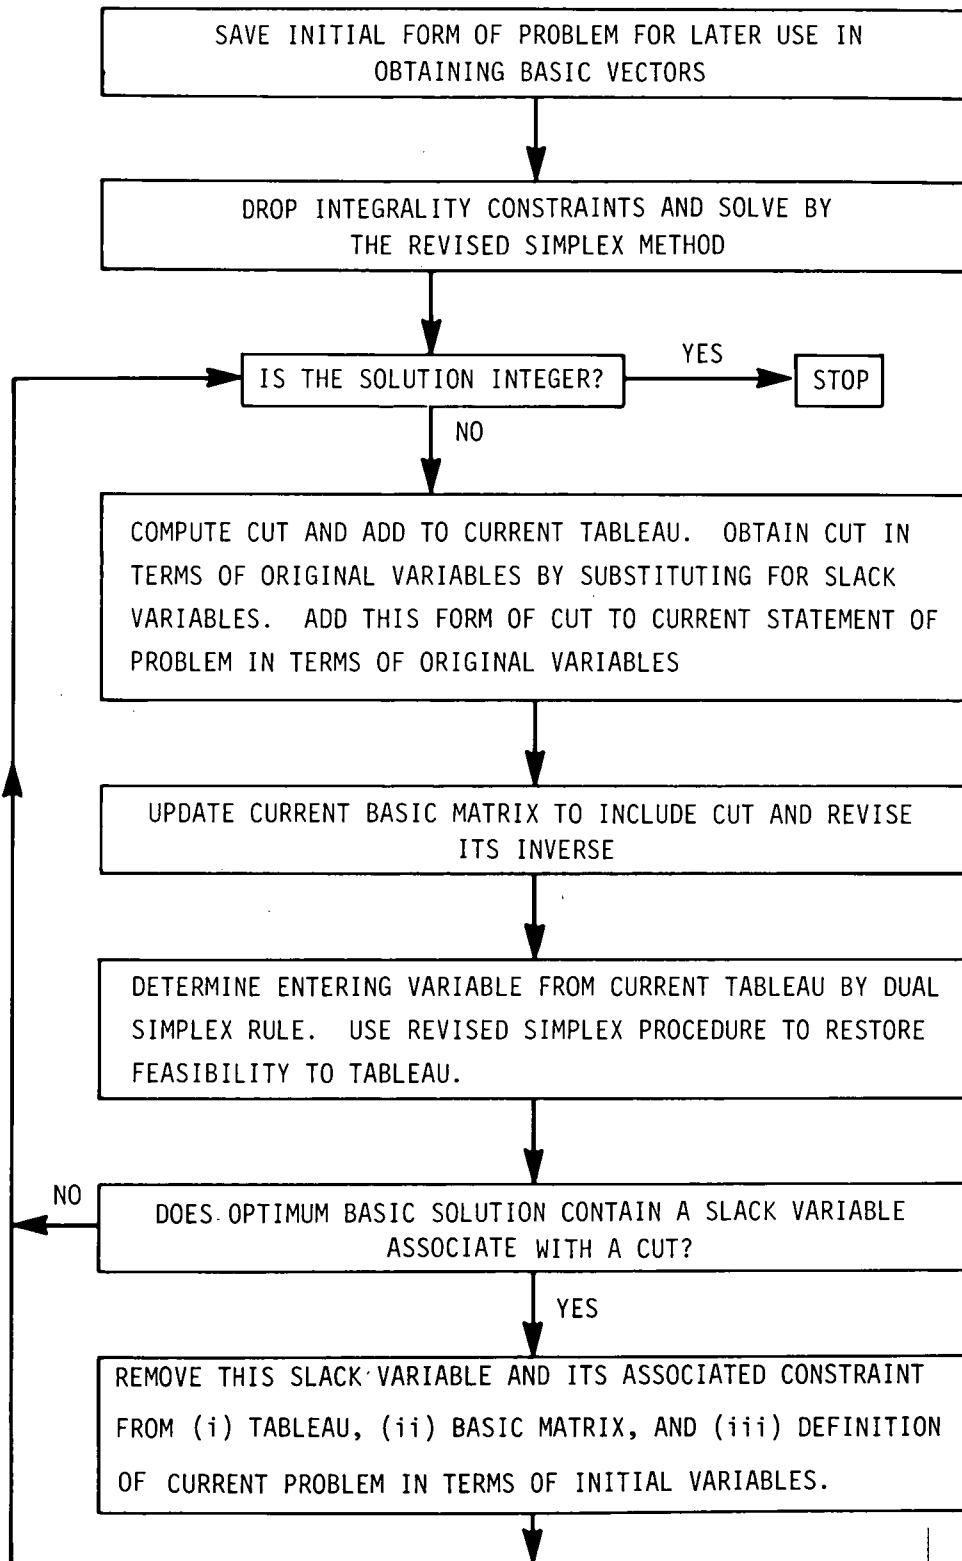 SAVE INITIAL FORM OF PROBLEM FOR LATER USE IN
OBTAINING BASIC VECTORS
DROP INTEGRALITY CONSTRAINTS AND SOLVE BY
THE REVISED SIMPLEX METHOD
IS THE SOLUTION INTEGER?
YES
STOP
NO
COMPUTE CUT AND ADD TO CURRENT TABLEAU. OBTAIN CUT IN
TERMS OF ORIGINAL VARIABLES BY SUBSTITUTING FOR SLACK
VARIABLES. ADD THIS FORM OF CUT TO CURRENT STATEMENT OF
PROBLEM IN TERMS OF ORIGINAL VARIABLES
UPDATE CURRENT BASIC MATRIX TO INCLUDE CUT AND REVISE
ITS INVERSE
DETERMINE ENTERING VARIABLE FROM CURRENT TABLEAU BY DUAL
SIMPLEX RULE. USE REVISED SIMPLEX PROCEDURE TO RESTORE
FEASIBILITY TO TABLEAU.
NO
DOES OPTIMUM BASIC SOLUTION CONTAIN A SLACK VARIABLE
ASSOCIATE WITH A CUT?
YES
REMOVE THIS SLACK VARIABLE AND ITS ASSOCIATED CONSTRAINT
FROM (i) TABLEAU, (ii) BASIC MATRIX, AND (iii) DEFINITION
OF CURRENT PROBLEM IN TERMS OF INITIAL VARIABLES.